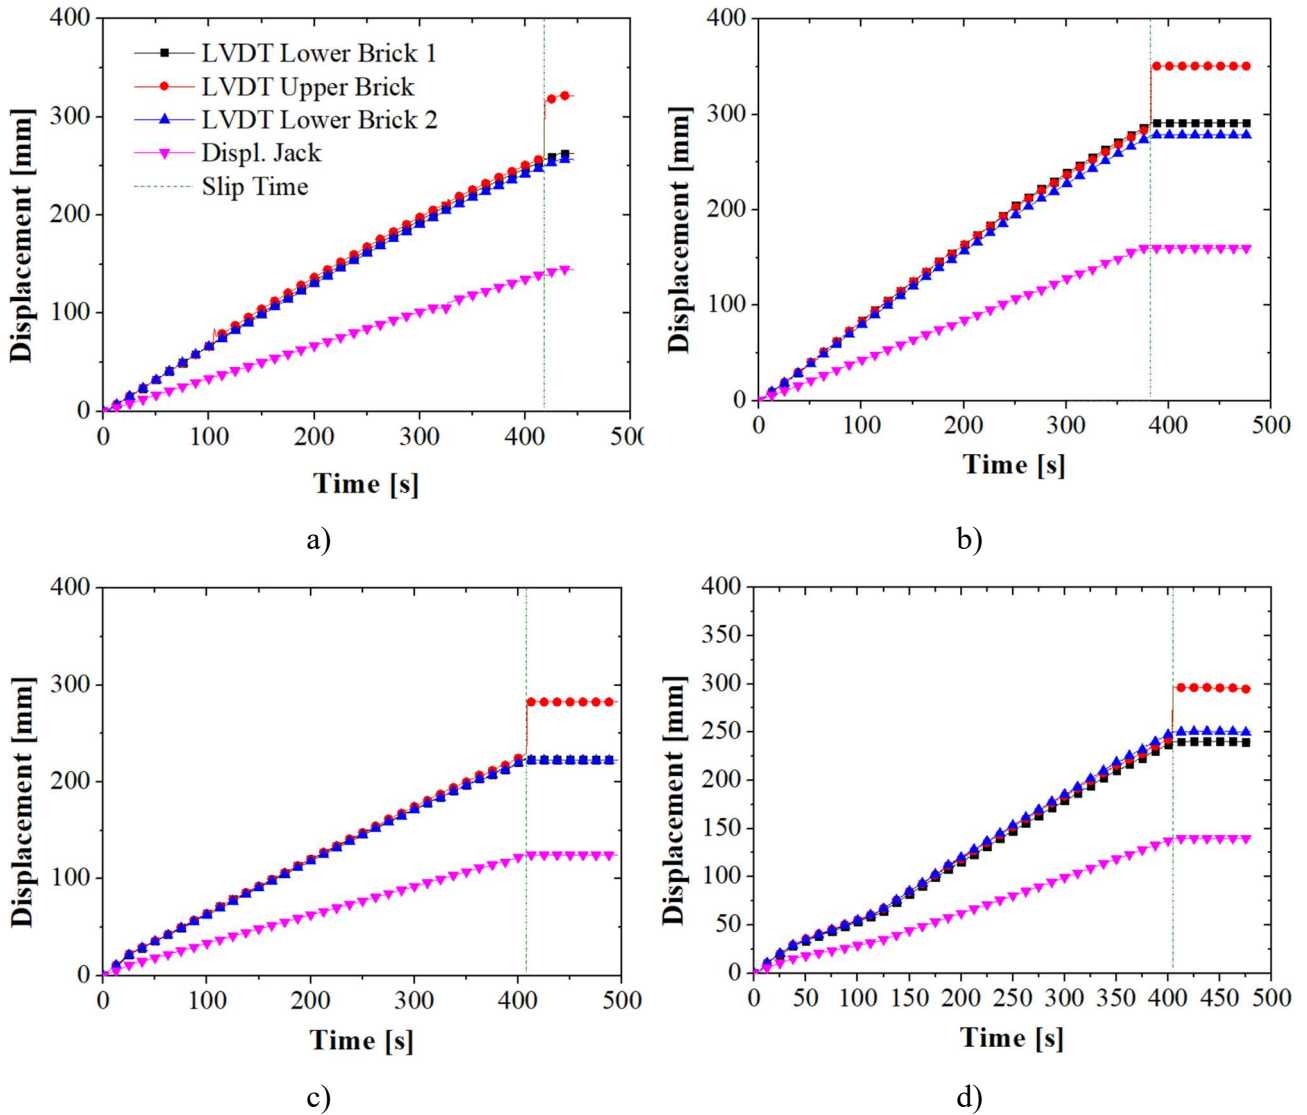 400
300
200
100
0
Displacement [mm]
LVDT Lower Brick 1
LVDT Upper Brick
LVDT Lower Brick 2
Displ. Jack
Slip Time
0 100 200 300 400 500
Time [s]
a)
400
300
200
100
0
Displacement [mm]
0 100 200 300 400 500
Time [s]
b)
400
300
200
100
0
Displacement [mm]
0 100 200 300 400 500
Time [s]
c)
400
350
300
250
200
150
100
50
0
Displacement [mm]
0 50 100 150 200 250 300 350 400 450 500
Time [s]
d)